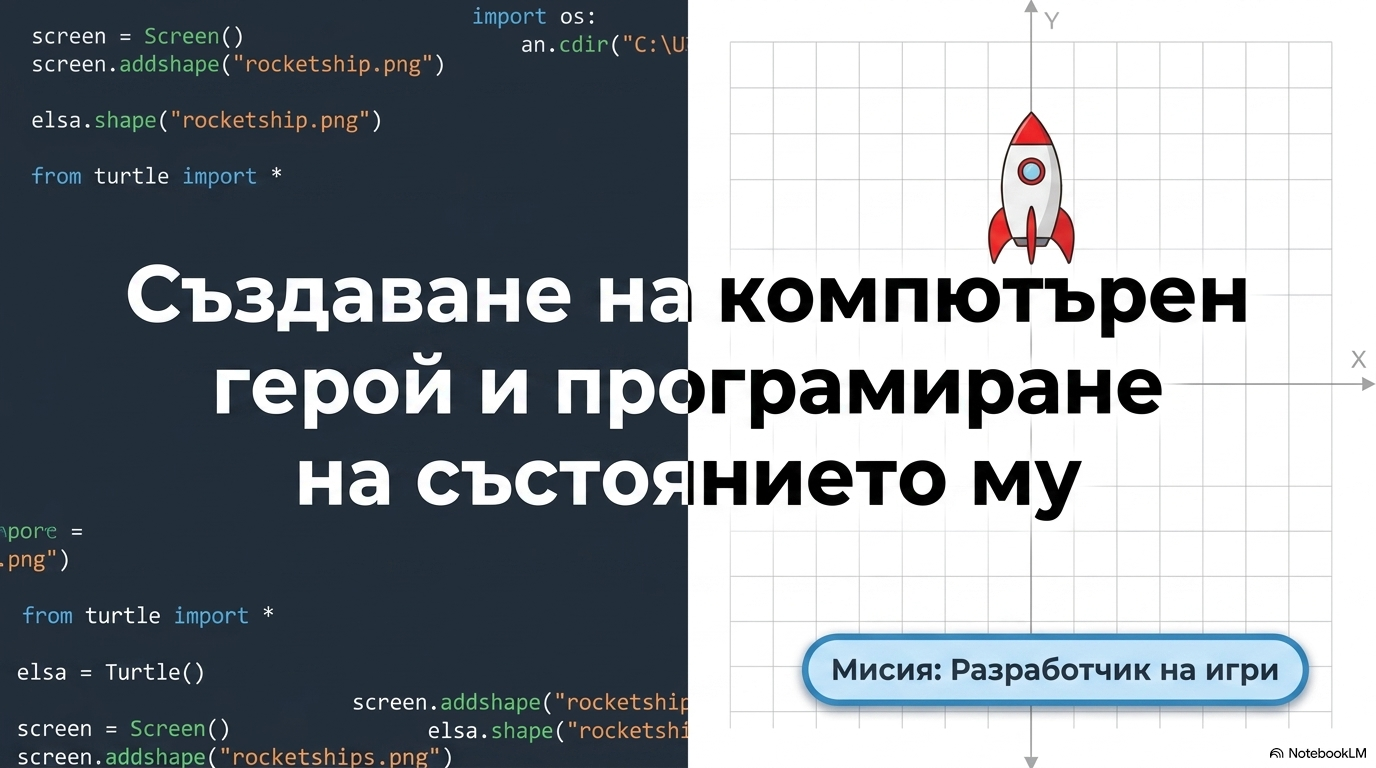 import os:
an.cdir("C:\U
screen = Screen()
screen.addshape("rocketship.png")
elsa.shape("rocketship.png")
from turtle import *
Y
Създаване на компютърен
герой и програмиране
на състоянието му
X
pore =
.png")
from turtle import *
elsa = Turtle()
screen.addshape("rocketship
screen = Screen()
elsa.shape("rocketshi
screen.addshape("rocketships.png")
Мисия: Разработчик на игри
NotebookLM